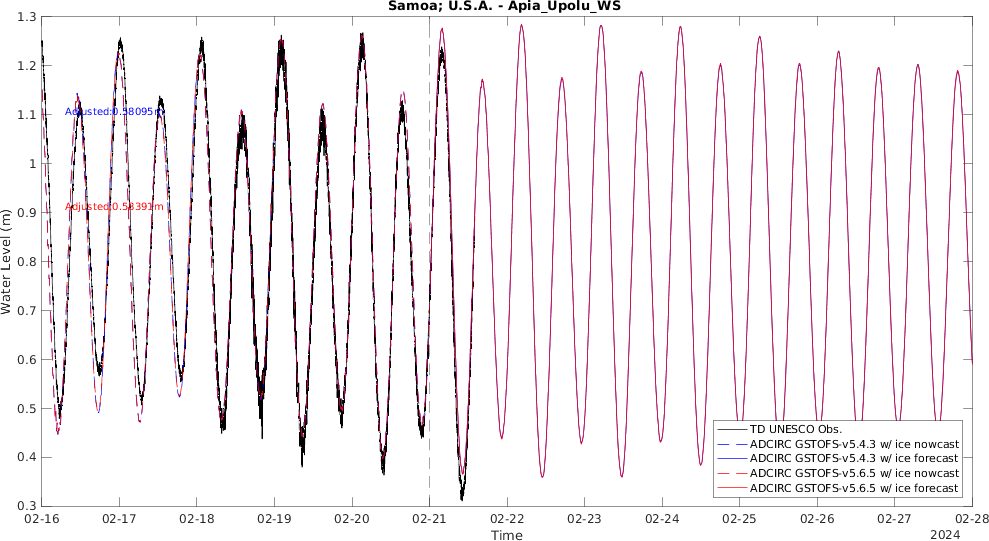 Samoa; U.S.A. - Apia_Upolu_WS
1.3
1.2
1.1
1
0.9
0.8
0.7
0.6
0.5
0.4
0.3
Water Level (m)
Adjusted:0.58095m
Adjusted:0.58391m
TD UNESCO Obs.
ADCIRC GSTOFS-v5.4.3 w/ ice nowcast
ADCIRC GSTOFS-v5.4.3 w/ ice forecast
ADCIRC GSTOFS-v5.6.5 w/ ice nowcast
ADCIRC GSTOFS-v5.6.5 w/ ice forecast
02-16 02-17 02-18 02-19 02-20 02-21 02-22 02-23 02-24 02-25 02-26 02-27 02-28
Time
2024